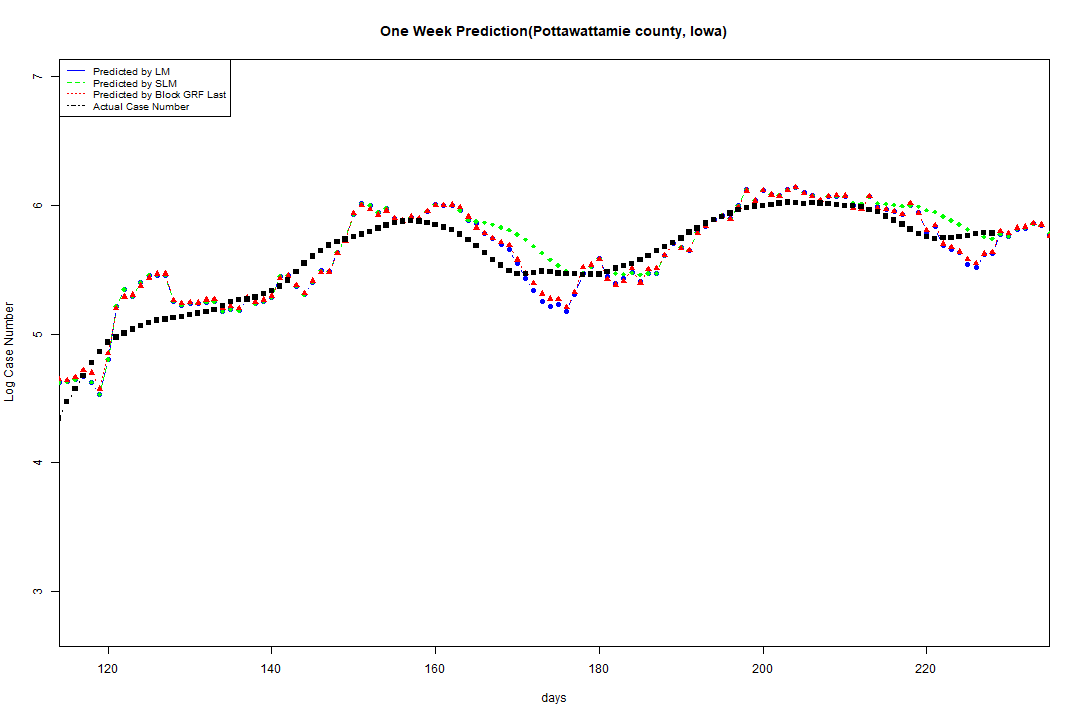 One Week Prediction(Pottawattamie county, Iowa)
Predicted by LM
Predicted by SLM
Predicted by Block GRF Last
Actual Case Number
7
6
5
4
3
Log Case Number
120 140 160 180 200 220
days